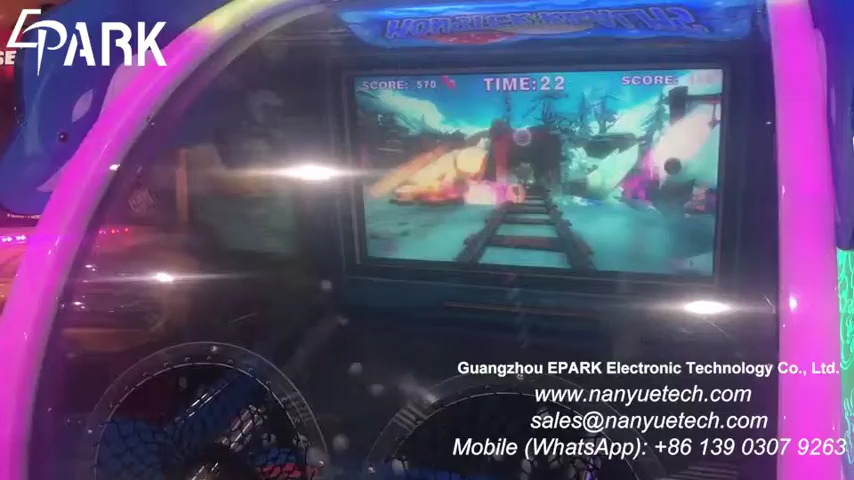 EPARK
SE
SCORE: 570
TIME:22
SCORE:
Guangzhou EPARK Electronic Technology Co., Ltd.
www.nanyuetech.com
sales@nanyuetech.com
Mobile (WhatsApp): +86 139 0307 9263